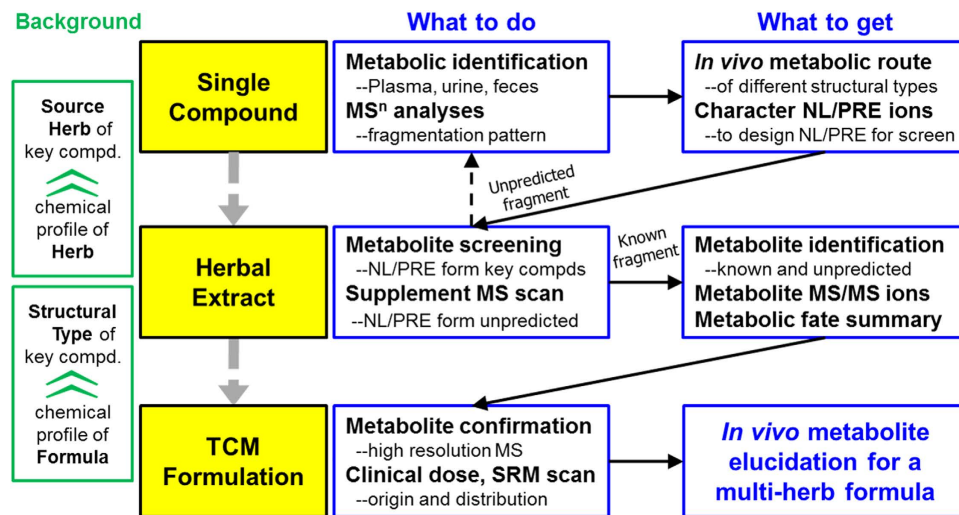 Background
What to do
What to get
Source
Herb of
key compd.
chemical
profile of
Herb
Structural
Type of
key compd.
chemical
profile of
Formula
Single
Compound
Metabolic identification
--Plasma, urine, feces
MSⁿ analyses
--fragmentation pattern
In vivo metabolic route
--of different structural types
Character NL/PRE ions
--to design NL/PRE for screen
Unpredicted
fragment
Herbal
Extract
Metabolite screening
--NL/PRE form key compds
Supplement MS scan
--NL/PRE form unpredicted
Known
fragment
Metabolite identification
--known and unpredicted
Metabolite MS/MS ions
Metabolic fate summary
TCM
Formulation
Metabolite confirmation
--high resolution MS
Clinical dose, SRM scan
--origin and distribution
In vivo metabolite
elucidation for a
multi-herb formula